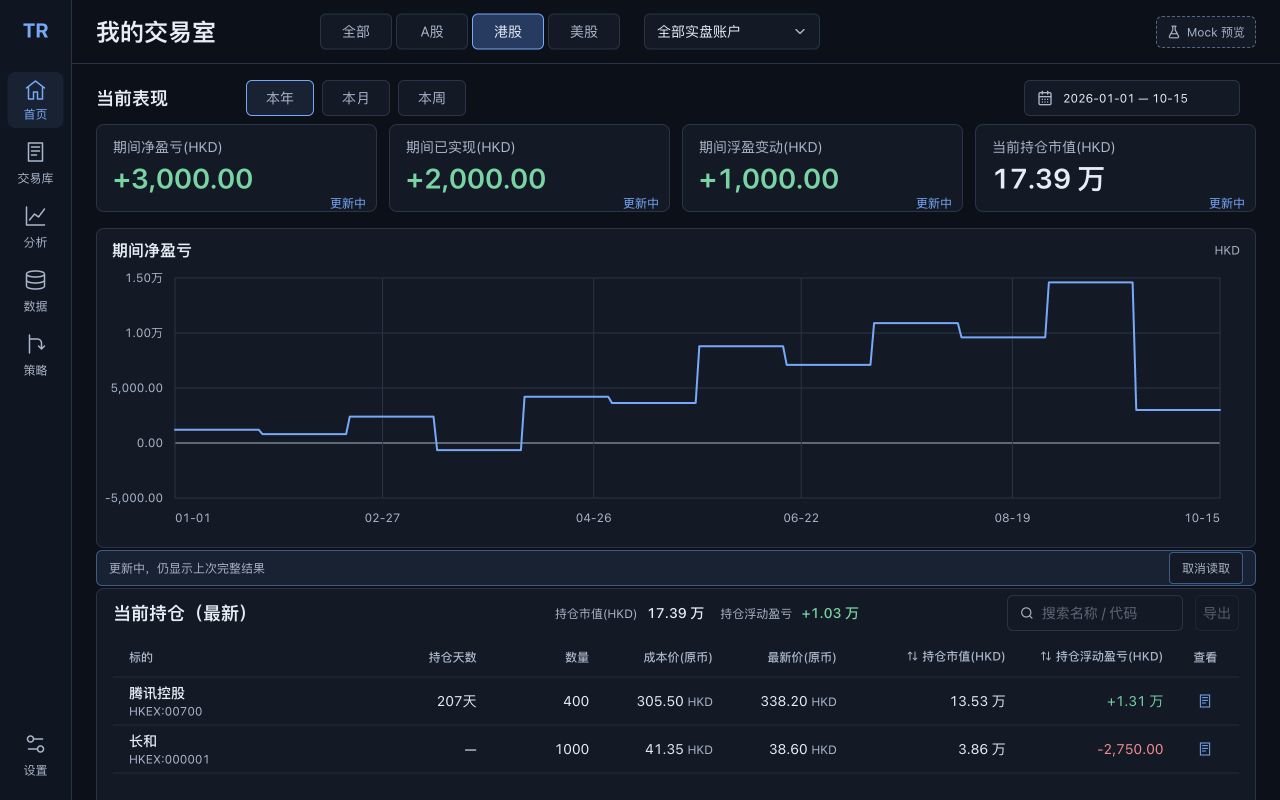 TR
我的交易室
全部
A股
港股
美股
全部实盘账户
Mock 预览
首页
交易库
分析
数据
策略
设置
当前表现
本年
本月
本周
2026-01-01 — 10-15
期间净盈亏(HKD)
+3,000.00
更新中
期间已实现(HKD)
+2,000.00
更新中
期间浮盈变动(HKD)
+1,000.00
更新中
当前持仓市值(HKD)
17.39 万
更新中
期间净盈亏
HKD
1.50万
1.00万
5,000.00
0.00
-5,000.00
01-01
02-27
04-26
06-22
08-19
10-15
更新中，仍显示上次完整结果
取消读取
当前持仓（最新）
持仓市值(HKD) 17.39 万 持仓浮动盈亏 +1.03 万
搜索名称 / 代码
导出
标的 持仓天数 数量 成本价(原币) 最新价(原币) 持仓市值(HKD) 持仓浮动盈亏(HKD) 查看
腾讯控股
HKEX:00700
207天 400 305.50 HKD 338.20 HKD 13.53 万 +1.31 万
长和
HKEX:000001
— 1000 41.35 HKD 38.60 HKD 3.86 万 -2,750.00